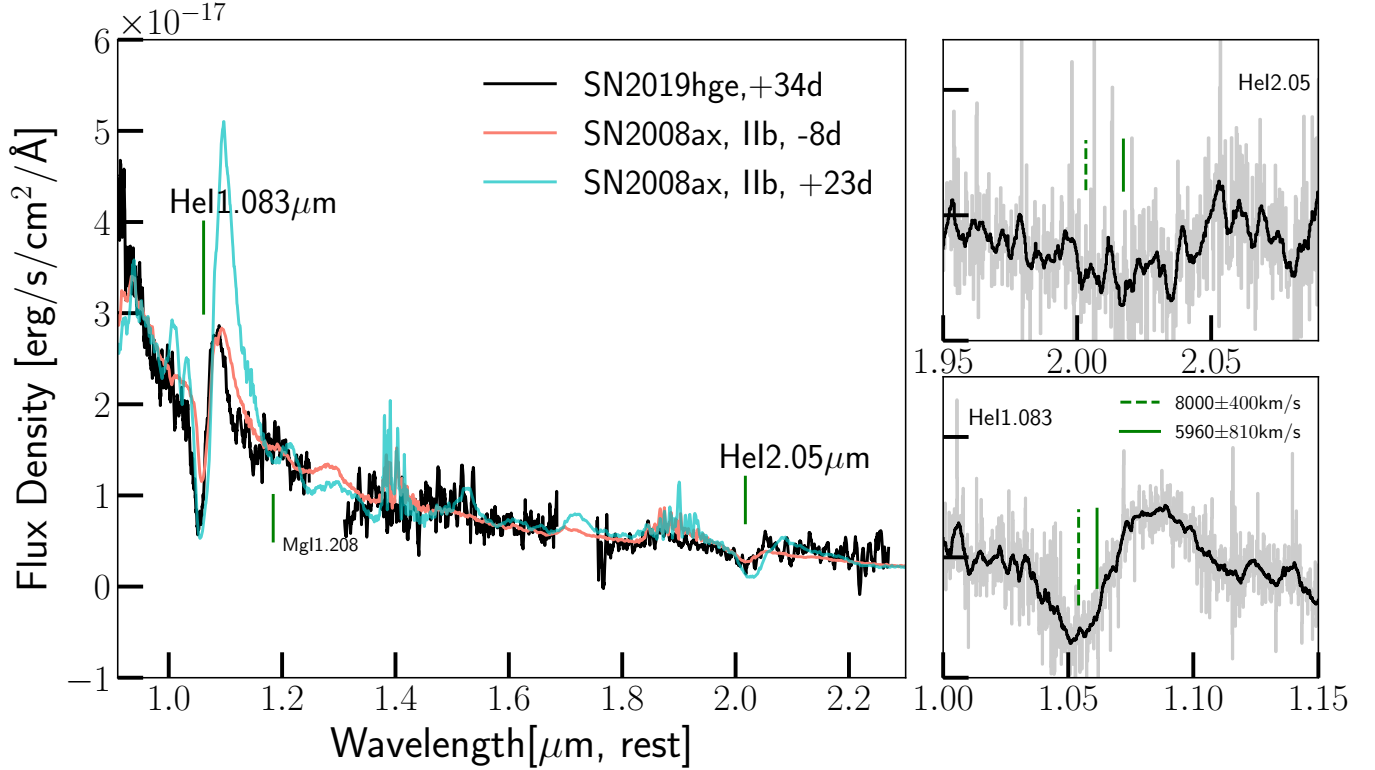 ×10⁻¹⁷
6
5
4
3
2
1
0
−1
Flux Density [erg/s/cm²/Å]
SN2019hge,+34d
SN2008ax, IIb, -8d
SN2008ax, IIb, +23d
HeI1.083μm
MgI1.208
HeI2.05μm
1.0 1.2 1.4 1.6 1.8 2.0 2.2
Wavelength[μm, rest]
HeI2.05
1.95 2.00 2.05
HeI1.083
8000±400km/s
5960±810km/s
1.00 1.05 1.10 1.15